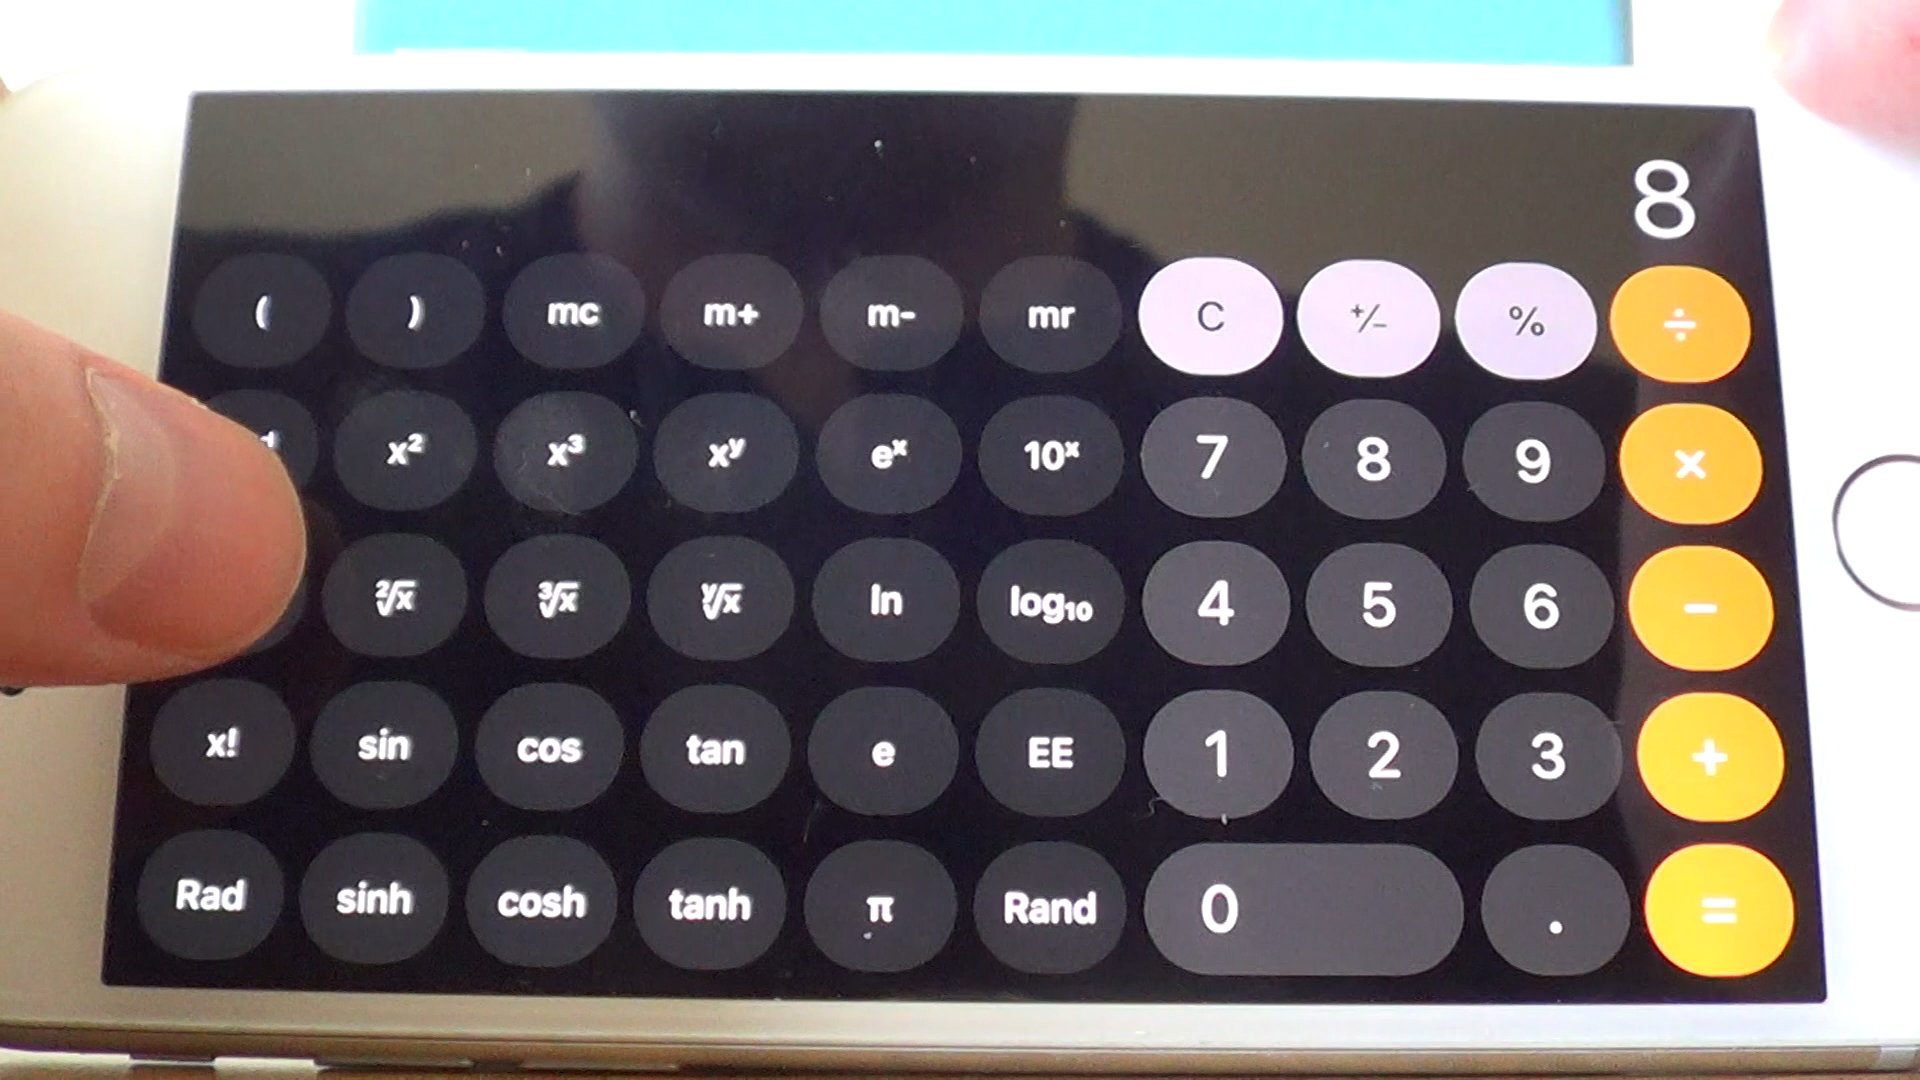 8
( ) mc m+ m- mr C +/- % ÷
x² x³ xʸ eˣ 10ˣ 7 8 9 ×
²√x ³√x ʸ√x ln log₁₀ 4 5 6 −
x! sin cos tan e EE 1 2 3 +
Rad sinh cosh tanh π Rand 0 . =